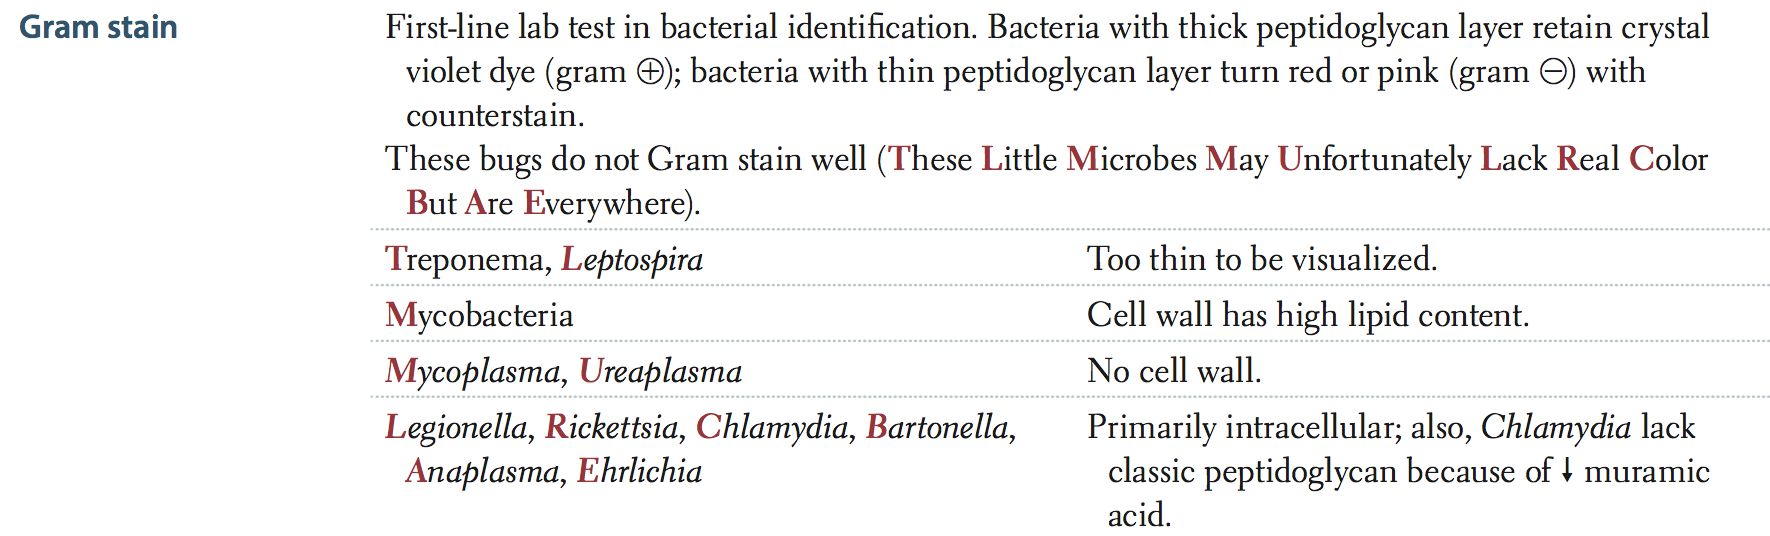 Gram stain
First-line lab test in bacterial identification. Bacteria with thick peptidoglycan layer retain crystal
violet dye (gram ⊕); bacteria with thin peptidoglycan layer turn red or pink (gram ⊖) with
counterstain.
These bugs do not Gram stain well (These Little Microbes May Unfortunately Lack Real Color
But Are Everywhere).
Treponema, Leptospira
Too thin to be visualized.
Mycobacteria
Cell wall has high lipid content.
Mycoplasma, Ureaplasma
No cell wall.
Legionella, Rickettsia, Chlamydia, Bartonella,
Anaplasma, Ehrlichia
Primarily intracellular; also, Chlamydia lack
classic peptidoglycan because of ↓ muramic
acid.